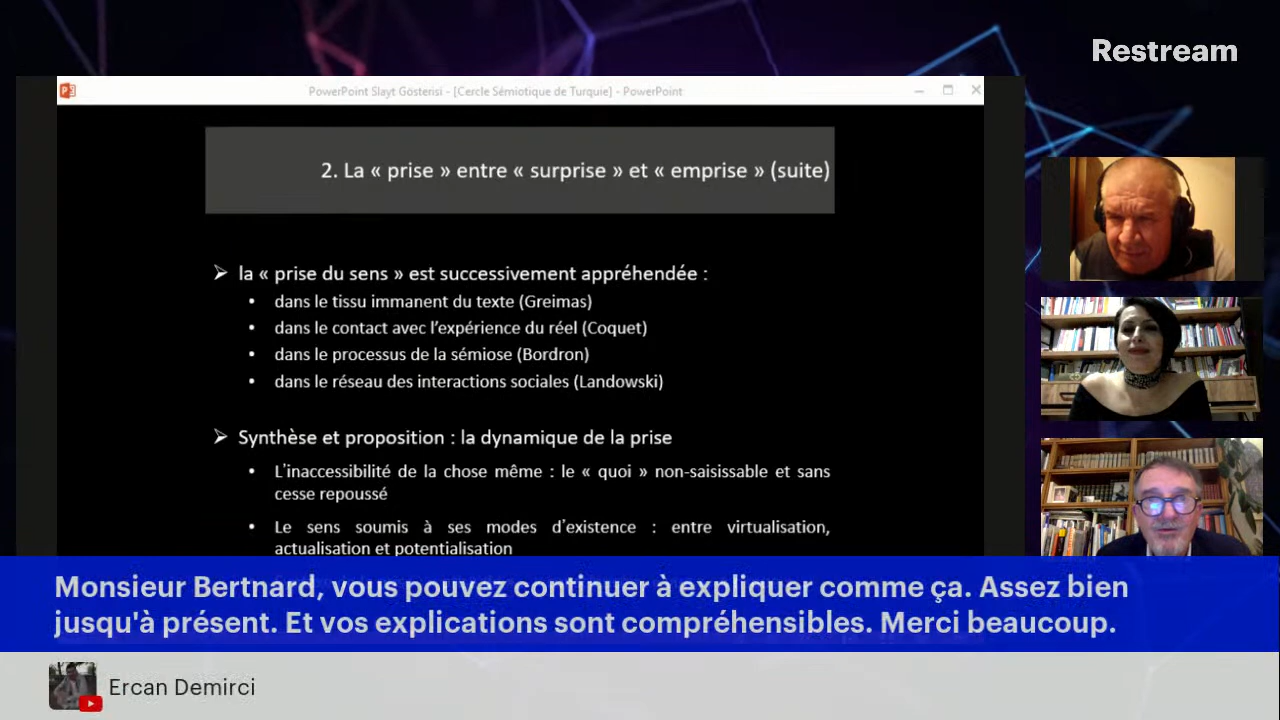 Restream
PowerPoint Slayt Gösterisi - [Cercle Sémiotique de Turquie] - PowerPoint
2. La « prise » entre « surprise » et « emprise » (suite)
➢ la « prise du sens » est successivement appréhendée :
• dans le tissu immanent du texte (Greimas)
• dans le contact avec l’expérience du réel (Coquet)
• dans le processus de la sémiose (Bordron)
• dans le réseau des interactions sociales (Landowski)
➢ Synthèse et proposition : la dynamique de la prise
• L’inaccessibilité de la chose même : le « quoi » non-saisissable et sans
cesse repoussé
• Le sens soumis à ses modes d’existence : entre virtualisation,
actualisation et potentialisation
Monsieur Bertnard, vous pouvez continuer à expliquer comme ça. Assez bien
jusqu'à présent. Et vos explications sont compréhensibles. Merci beaucoup.
Ercan Demirci